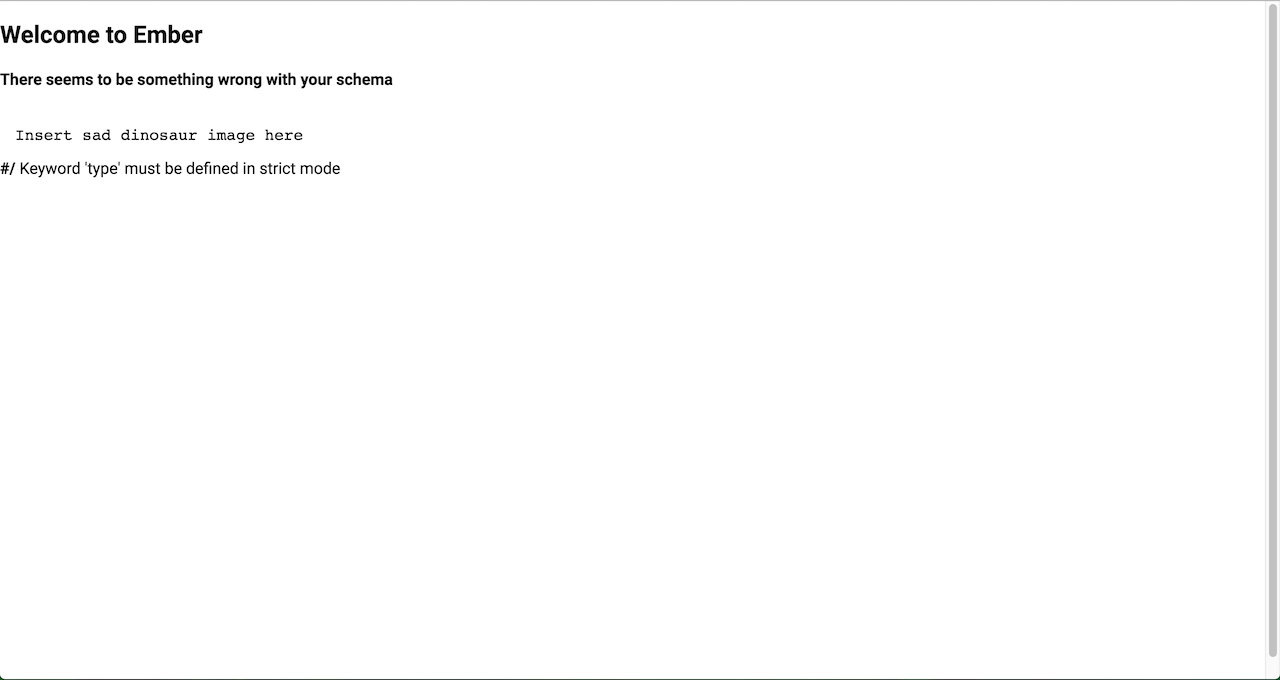 Welcome to Ember
There seems to be something wrong with your schema
Insert sad dinosaur image here
#/ Keyword 'type' must be defined in strict mode